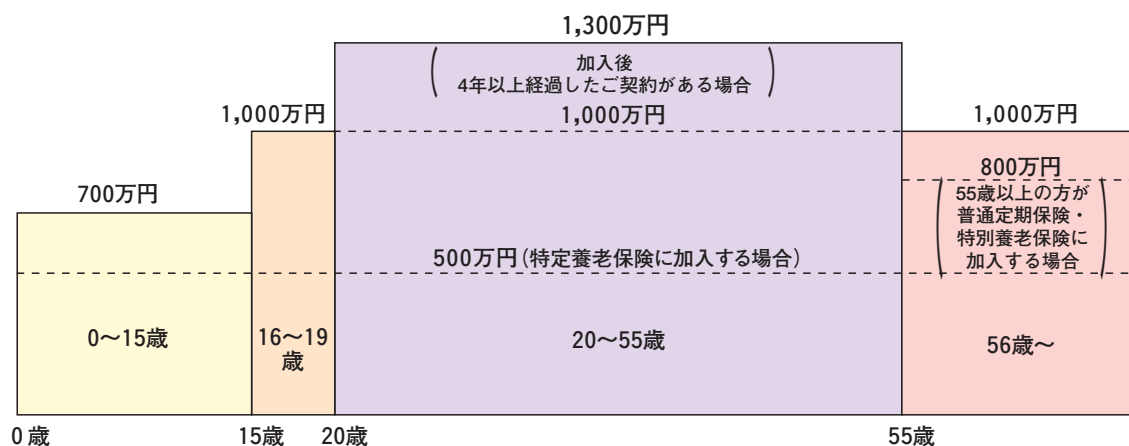 1,300万円
加入後
4年以上経過したご契約がある場合
1,000万円
1,000万円
1,000万円
700万円
800万円
55歳以上の方が
普通定期保険・
特別養老保険に
加入する場合
500万円(特定養老保険に加入する場合)
0〜15歳
16〜19
歳
20〜55歳
56歳〜
0歳
15歳
20歳
55歳